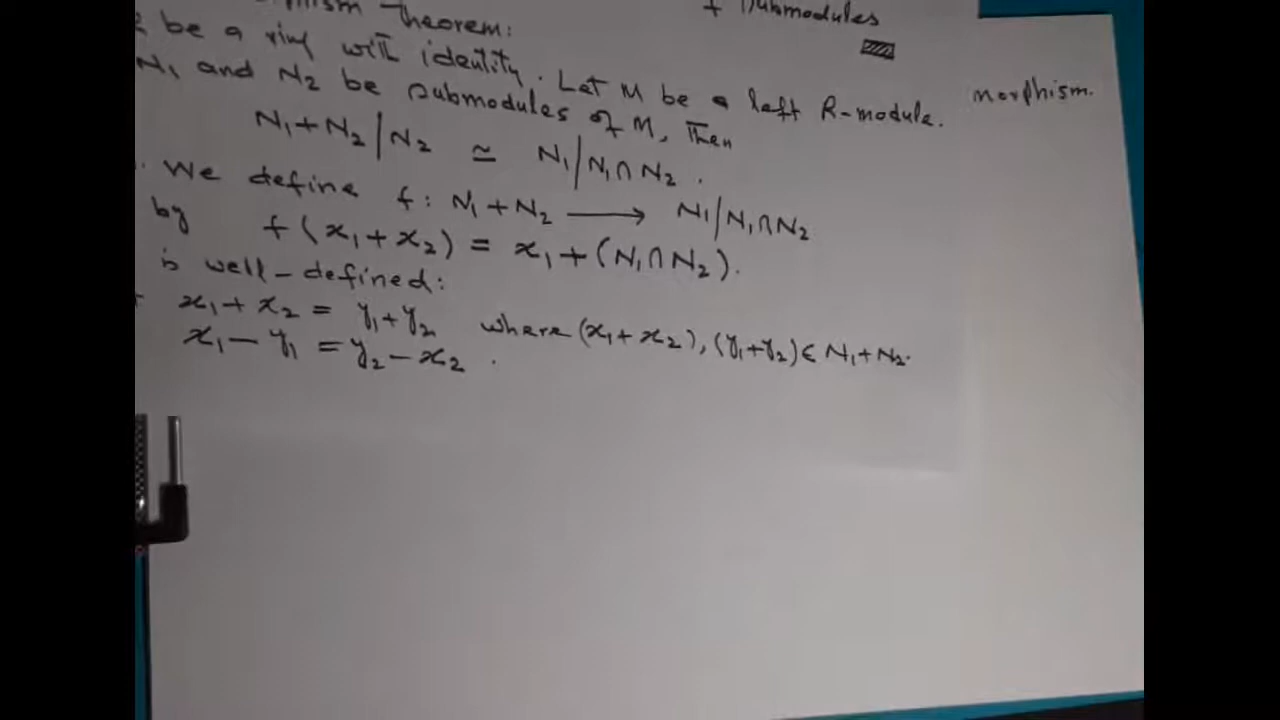 + Submodules
morphism.
Theorem:
be a ring with identity. Let M be a left R-module.
N₁ and N₂ be submodules of M, Then
N₁+N₂/N₂ ≃ N₁/N₁∩N₂.
We define f: N₁+N₂ ⟶ N₁/N₁∩N₂
by f(x₁+x₂) = x₁+(N₁∩N₂).
is well-defined:
x₁+x₂ = y₁+y₂ where (x₁+x₂), (y₁+y₂) ∈ N₁+N₂.
x₁-y₁ = y₂-x₂.